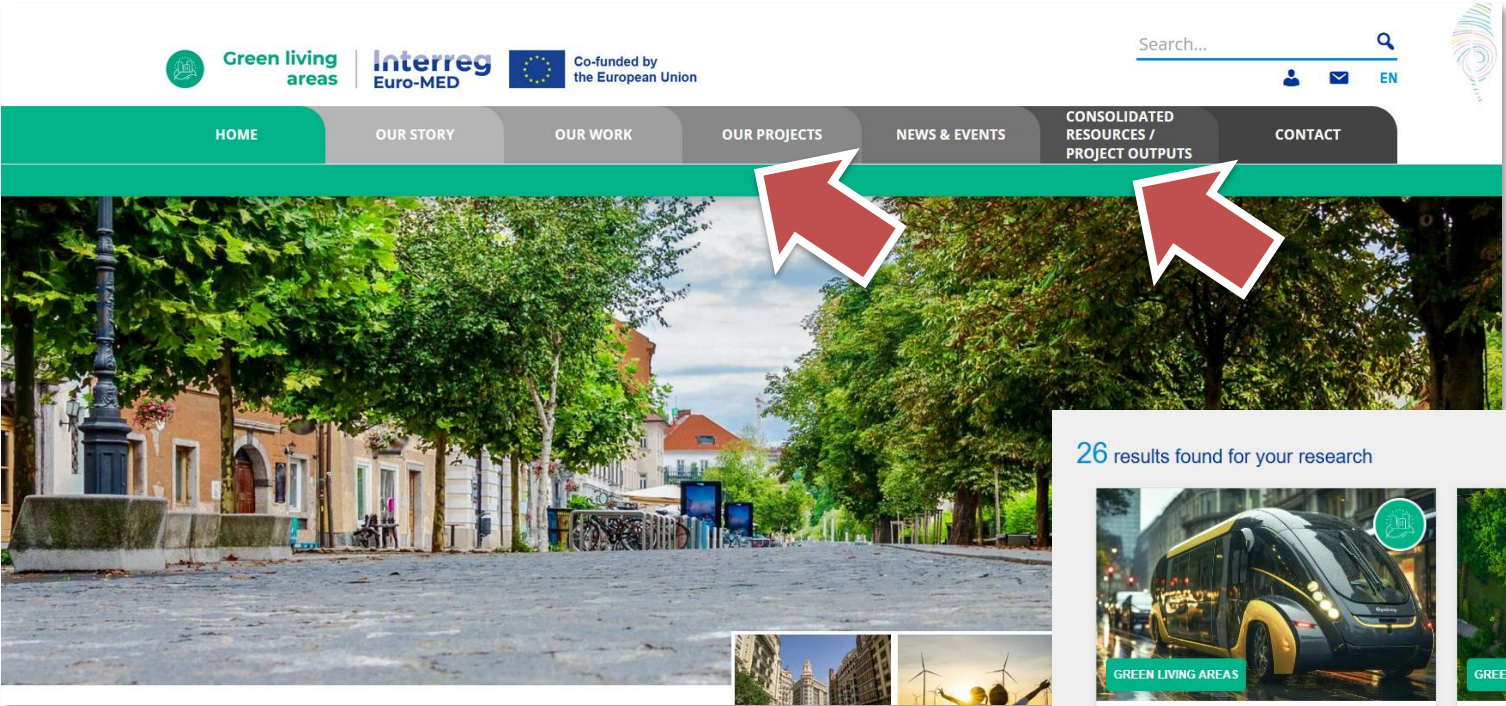 Green living
areas
Interreg
Euro-MED
Co-funded by
the European Union
Search...
EN
HOME
OUR STORY
OUR WORK
OUR PROJECTS
NEWS & EVENTS
CONSOLIDATED
RESOURCES /
PROJECT OUTPUTS
CONTACT
26 results found for your research
GREEN LIVING AREAS
GREE